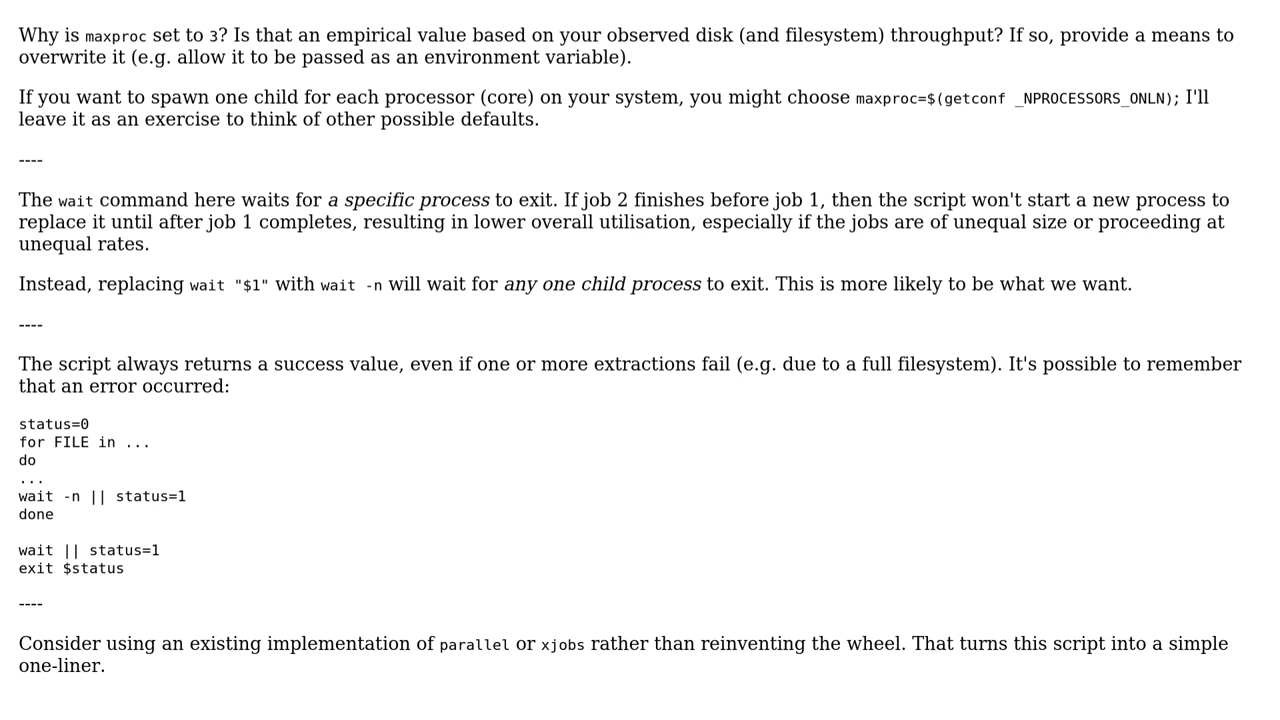 Why is maxproc set to 3? Is that an empirical value based on your observed disk (and filesystem) throughput? If so, provide a means to
overwrite it (e.g. allow it to be passed as an environment variable).
If you want to spawn one child for each processor (core) on your system, you might choose maxproc=$(getconf _NPROCESSORS_ONLN); I'll
leave it as an exercise to think of other possible defaults.
----
The wait command here waits for a specific process to exit. If job 2 finishes before job 1, then the script won't start a new process to
replace it until after job 1 completes, resulting in lower overall utilisation, especially if the jobs are of unequal size or proceeding at
unequal rates.
Instead, replacing wait "$1" with wait -n will wait for any one child process to exit. This is more likely to be what we want.
----
The script always returns a success value, even if one or more extractions fail (e.g. due to a full filesystem). It's possible to remember
that an error occurred:
status=0
for FILE in ...
do
...
wait -n || status=1
done
wait || status=1
exit $status
----
Consider using an existing implementation of parallel or xjobs rather than reinventing the wheel. That turns this script into a simple
one-liner.